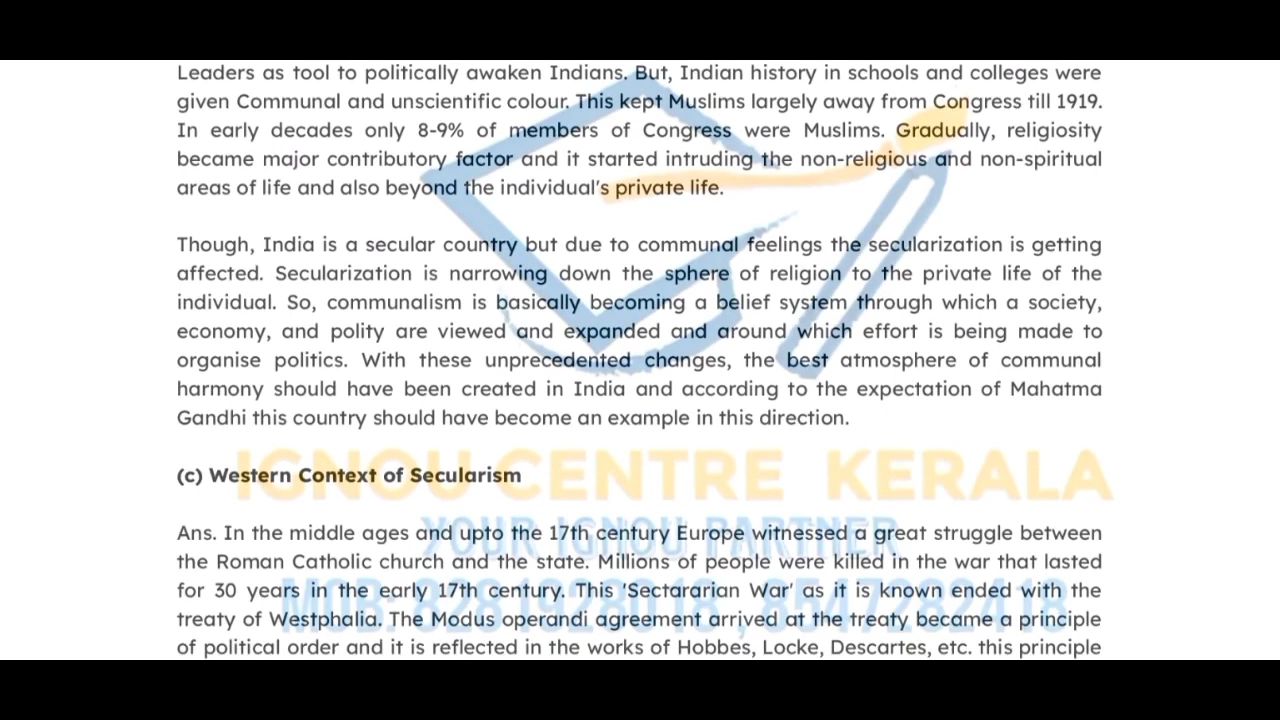 Leaders as tool to politically awaken Indians. But, Indian history in schools and colleges were
given Communal and unscientific colour. This kept Muslims largely away from Congress till 1919.
In early decades only 8-9% of members of Congress were Muslims. Gradually, religiosity
became major contributory factor and it started intruding the non-religious and non-spiritual
areas of life and also beyond the individual's private life.
Though, India is a secular country but due to communal feelings the secularization is getting
affected. Secularization is narrowing down the sphere of religion to the private life of the
individual. So, communalism is basically becoming a belief system through which a society,
economy, and polity are viewed and expanded and around which effort is being made to
organise politics. With these unprecedented changes, the best atmosphere of communal
harmony should have been created in India and according to the expectation of Mahatma
Gandhi this country should have become an example in this direction.
(c) Western Context of Secularism
IGNOU CENTRE KERALA
YOUR IGNOU PARTNER
Ans. In the middle ages and upto the 17th century Europe witnessed a great struggle between
the Roman Catholic church and the state. Millions of people were killed in the war that lasted
for 30 years in the early 17th century. This 'Sectararian War' as it is known ended with the
MOB: 8281928018, 8547282418
treaty of Westphalia. The Modus operandi agreement arrived at the treaty became a principle
of political order and it is reflected in the works of Hobbes, Locke, Descartes, etc. this principle